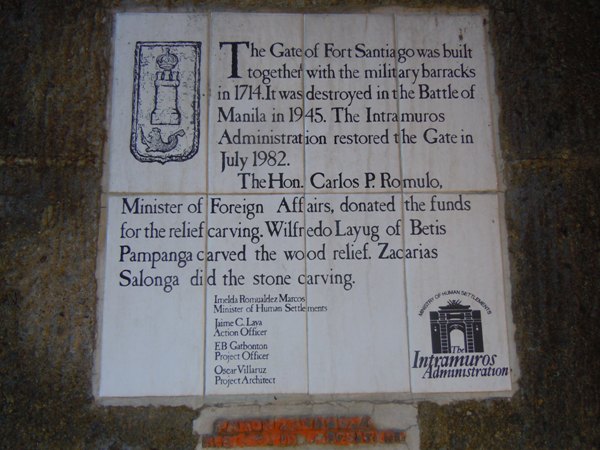 The Gate of Fort Santiago was built
together with the military barracks
in 1714. It was destroyed in the Battle of
Manila in 1945. The Intramuros
Administration restored the Gate in
July 1982.
The Hon. Carlos P. Romulo,
Minister of Foreign Affairs, donated the funds
for the relief carving. Wilfredo Layug of Betis
Pampanga carved the wood relief. Zacarias
Salonga did the stone carving.
Imelda Romualdez Marcos
Minister of Human Settlements
Jaime C. Lava
Action Officer
E.B Gatbonton
Project Officer
Oscar Villaruz
Project Architect
MINISTRY OF HUMAN SETTLEMENTS
The
Intramuros
Administration